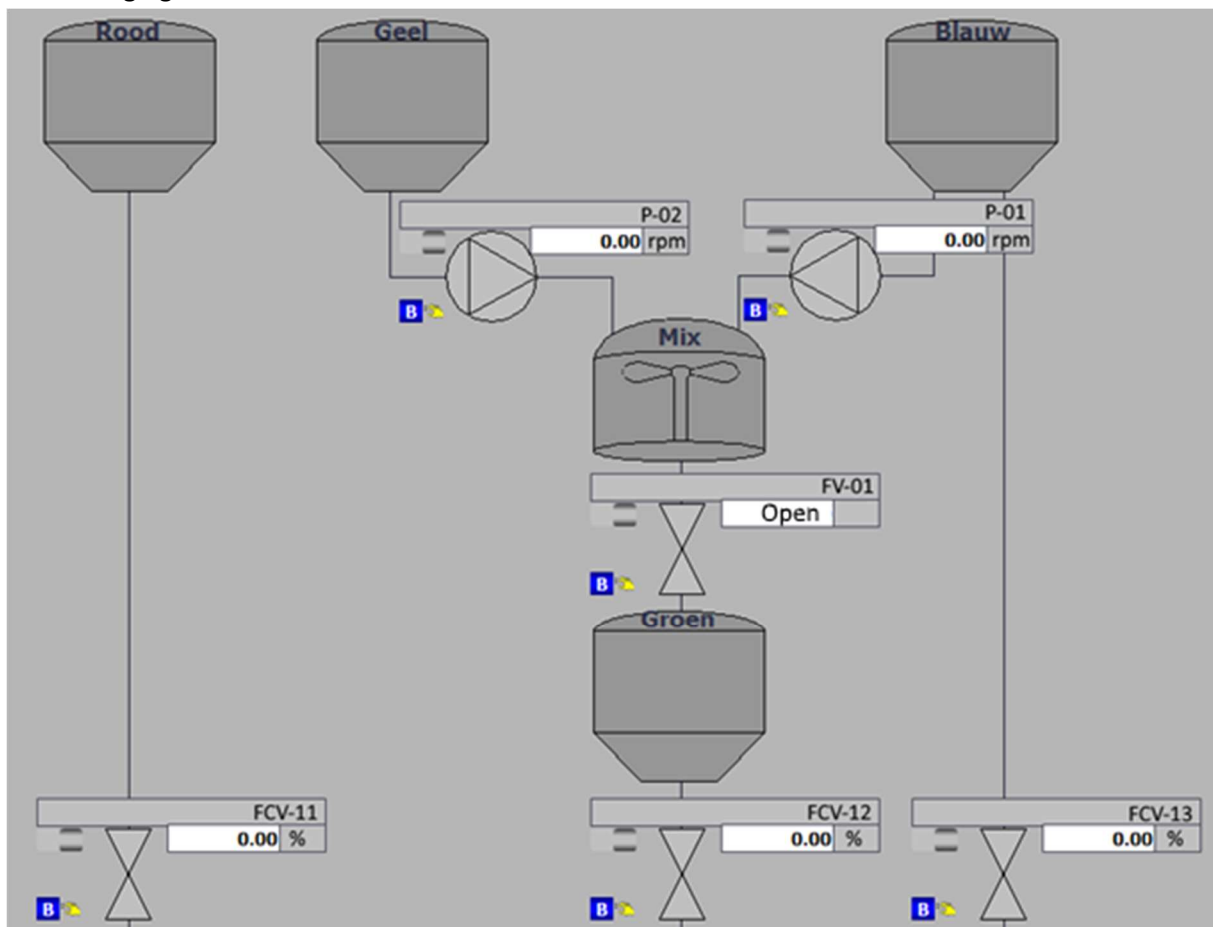 Rood
Geel
Blauw
P-02
0.00 rpm
P-01
0.00 rpm
B
B
Mix
FV-01
Open
B
Groen
FCV-11
0.00 %
FCV-12
0.00 %
FCV-13
0.00 %
B
B
B